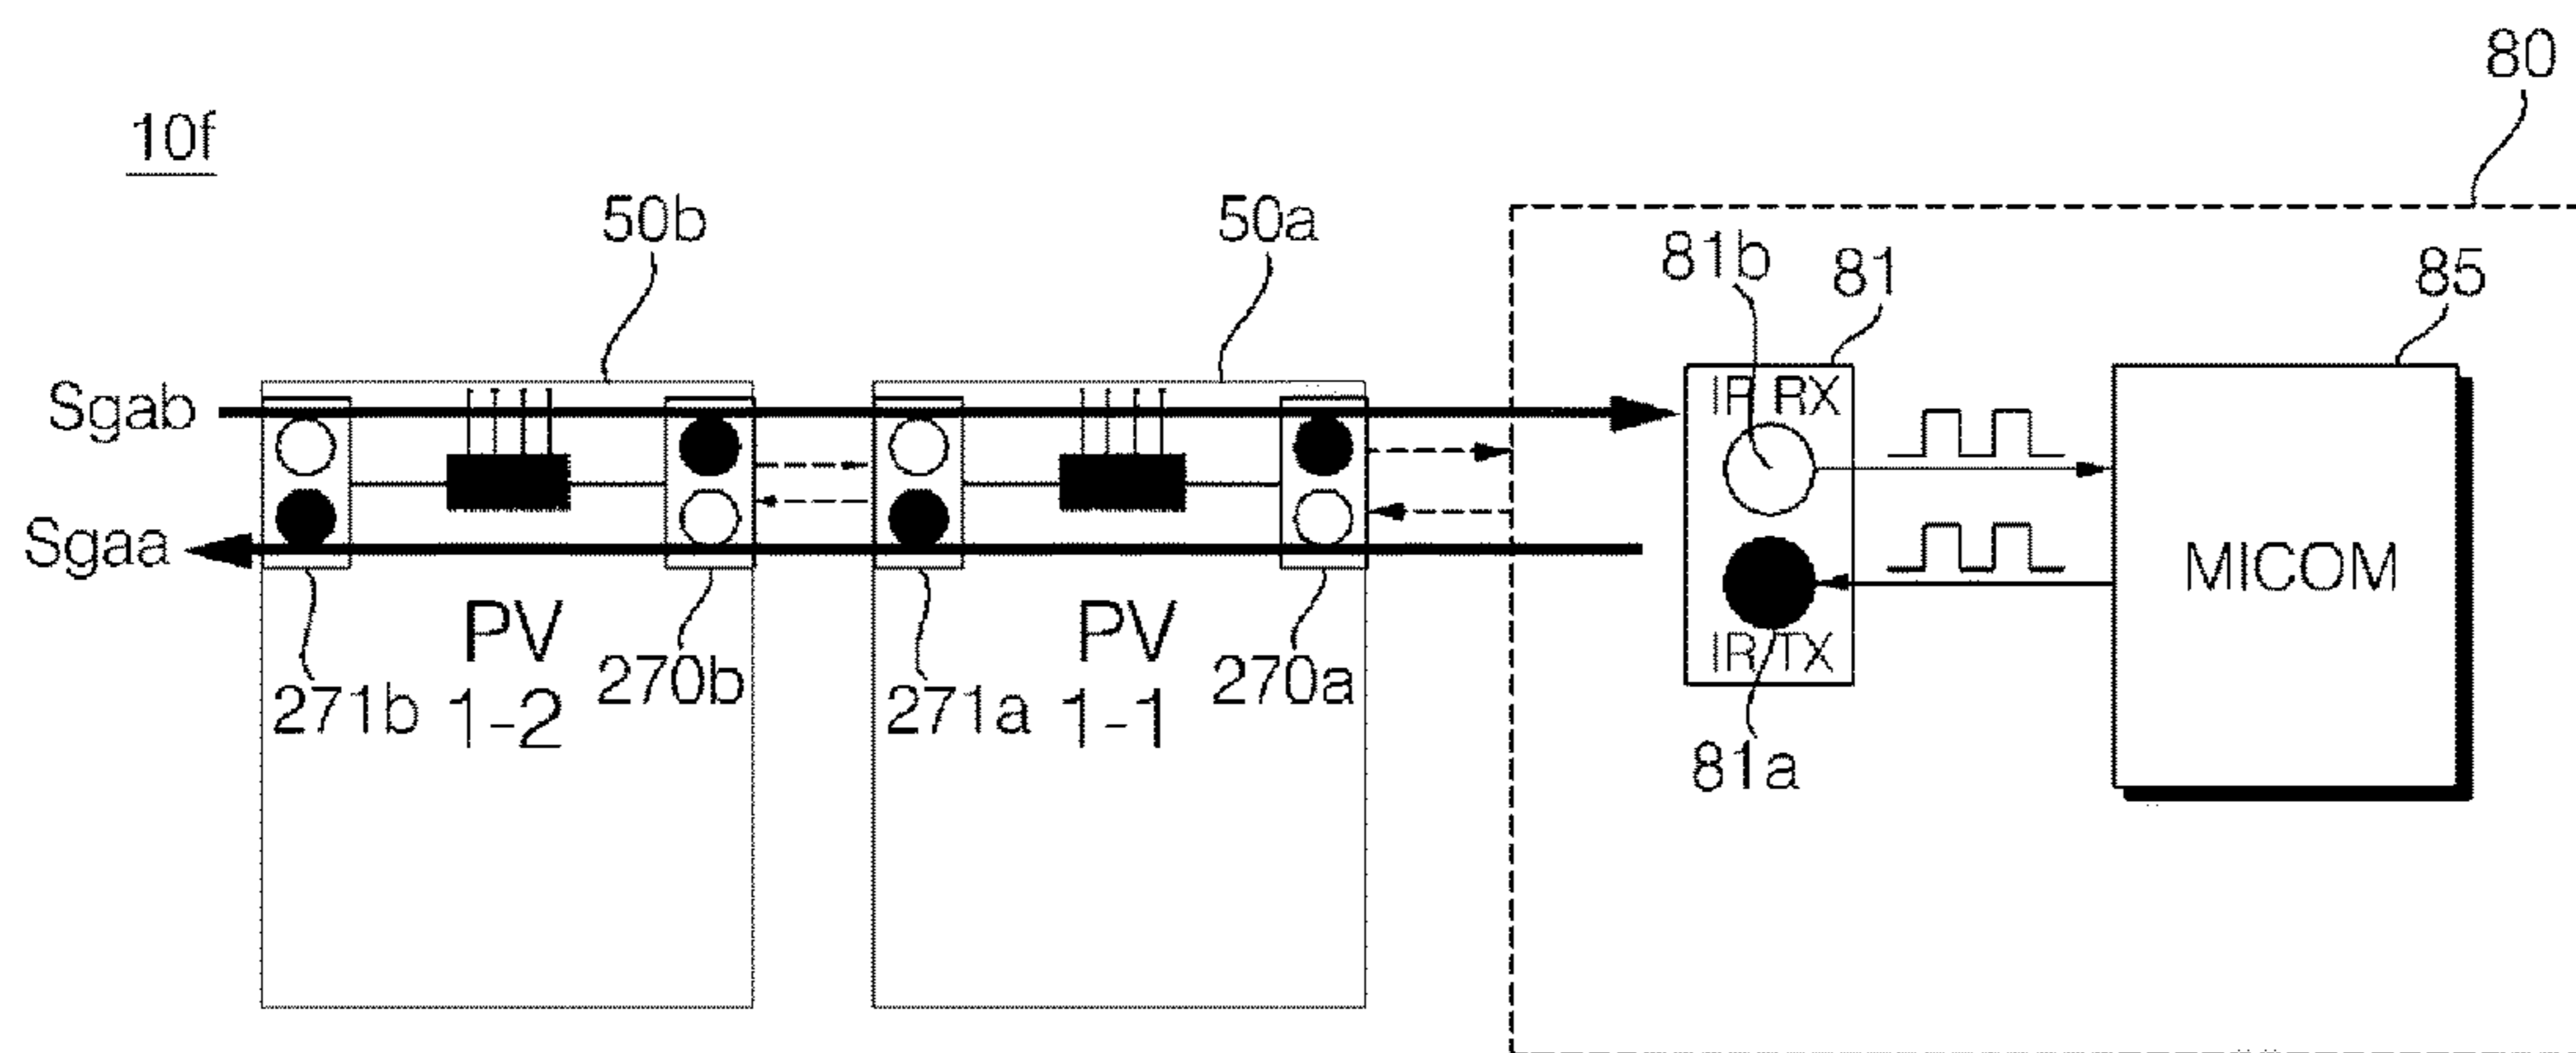 80
10f
50b
50a
81b
81
85
IR RX
Sgab
Sgaa
MICOM
PV
1-2
PV
1-1
IR TX
271b
270b
271a
270a
81a